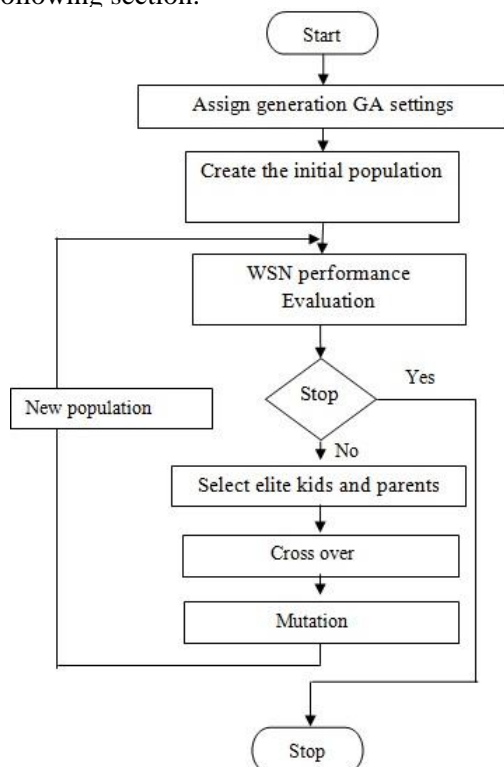 ollowing section.
Start
Assign generation GA settings
Create the initial population
WSN performance
Evaluation
Stop
Yes
New population
No
Select elite kids and parents
Cross over
Mutation
Stop